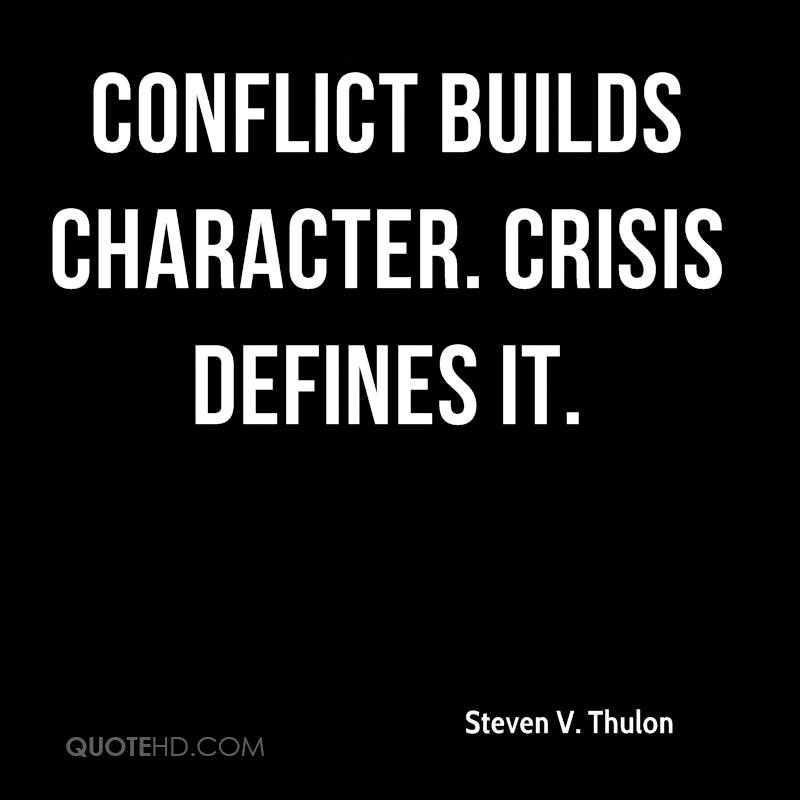 CONFLICT BUILDS
CHARACTER. CRISIS
DEFINES IT.
Steven V. Thulon
QUOTEHD.COM